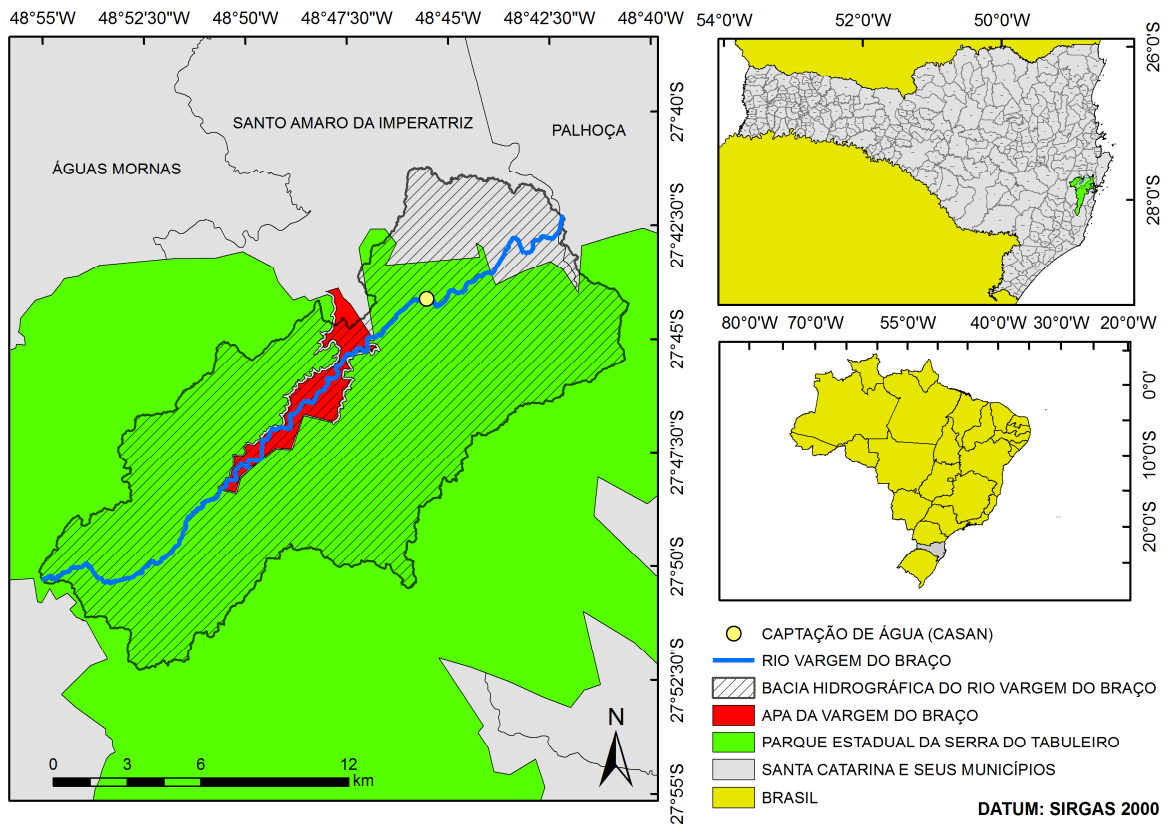 48°55'W 48°52'30"W 48°50'W 48°47'30"W 48°45'W 48°42'30"W 48°40'W
27°40'S
27°42'30"S
27°45'S
27°47'30"S
27°50'S
27°52'30"S
27°55'S
SANTO AMARO DA IMPERATRIZ
PALHOÇA
ÁGUAS MORNAS
0 3 6 12
km
N
54°0'W 52°0'W 50°0'W
26°0'S
28°0'S
80°0'W 70°0'W 55°0'W 40°0'W 30°0'W 20°0'W
0°0'
10°0'S
20°0'S
CAPTAÇÃO DE ÁGUA (CASAN)
RIO VARGEM DO BRAÇO
BACIA HIDROGRÁFICA DO RIO VARGEM DO BRAÇO
APA DA VARGEM DO BRAÇO
PARQUE ESTADUAL DA SERRA DO TABULEIRO
SANTA CATARINA E SEUS MUNICÍPIOS
BRASIL
DATUM: SIRGAS 2000